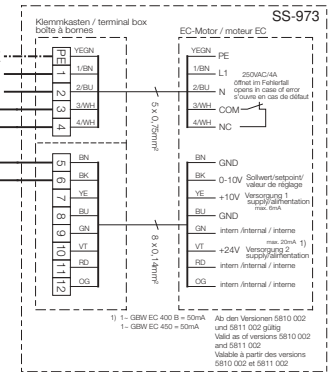 SS-973
Klemmkasten / terminal box
boîte à bornes
EC-Motor / moteur EC
PE YEGN YEGN PE
1 1/BN 1/BN L1
2 2/BU 2/BU N
3 3/WH 3/WH COM
4 4/WH 4/WH NC
5 x 0,75mm²
250VAC/4A
öffnet im Fehlerfall
opens in case of error
s'ouvre en cas de défaut
5 BN BN GND
6 BK BK 0-10V Sollwert/setpoint/
valeur de réglage
7 YE YE +10V Versorgung 1
supply/alimentation
max. 6mA
8 BU BU GND
9 GN GN intern /internal / interne
10 VT VT +24V max. 20mA 1)
Versorgung 2
supply/alimentation
11 RD RD intern /internal / interne
12 OG OG intern /internal / interne
8 x 0,14mm²
1) 1~ GBW EC 400 B = 50mA
1~ GBW EC 450 = 50mA
Ab den Versionen 5810 002
und 5811 002 gültig
Valid as of versions 5810 002
and 5811 002
Valable à partir des versions
5810 002 et 5811 002